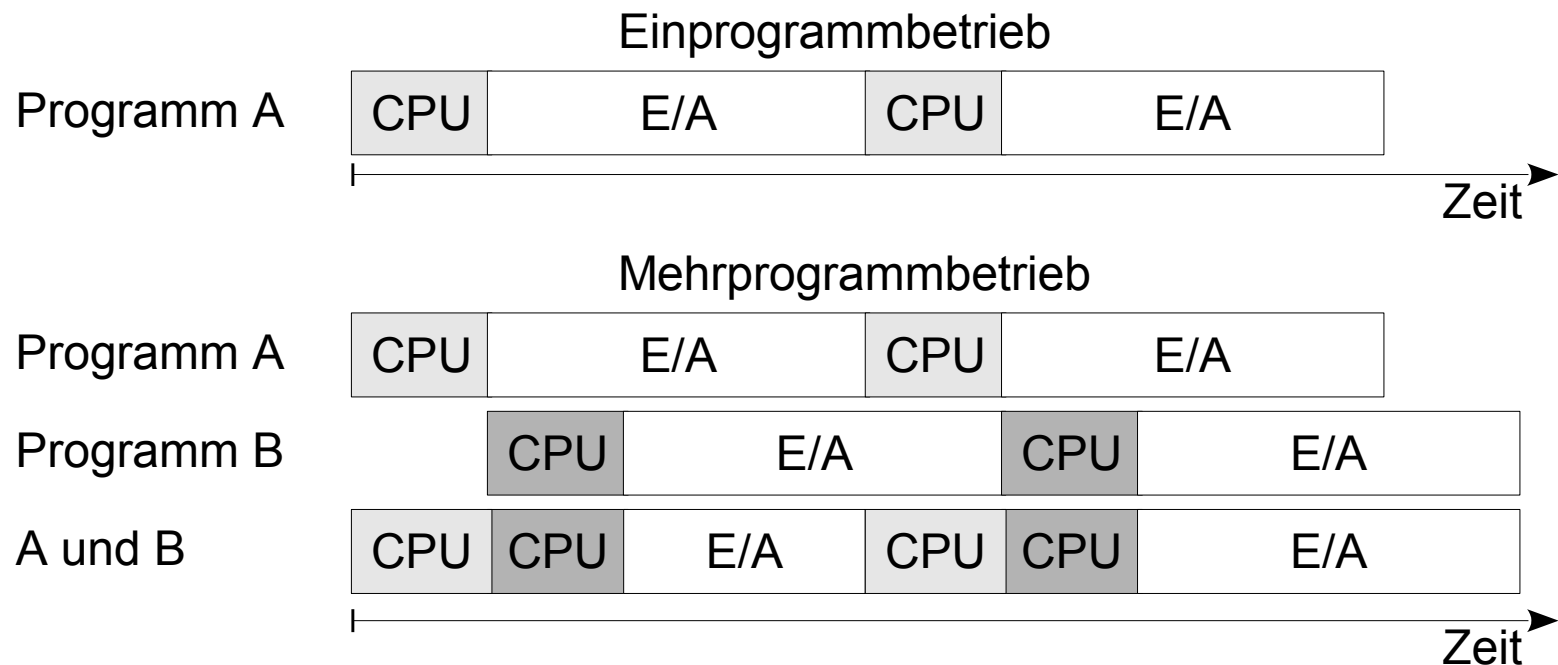 Einprogrammbetrieb
Programm A CPU E/A CPU E/A
Zeit
Mehrprogrammbetrieb
Programm A CPU E/A CPU E/A
Programm B CPU E/A CPU E/A
A und B CPU CPU E/A CPU CPU E/A
Zeit